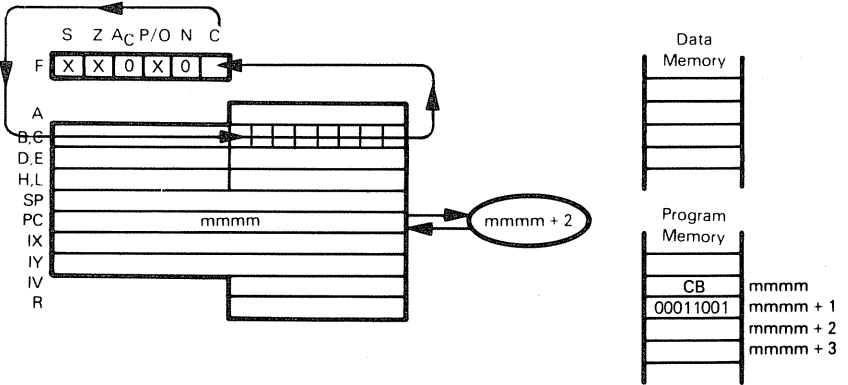 S Z AC P/O N C
F X X 0 X 0
A
B,C
D,E
H,L
SP
PC mmmm mmmm + 2
IX
IY
IV
R
Data
Memory
Program
Memory
CB mmmm
00011001 mmmm + 1
mmmm + 2
mmmm + 3